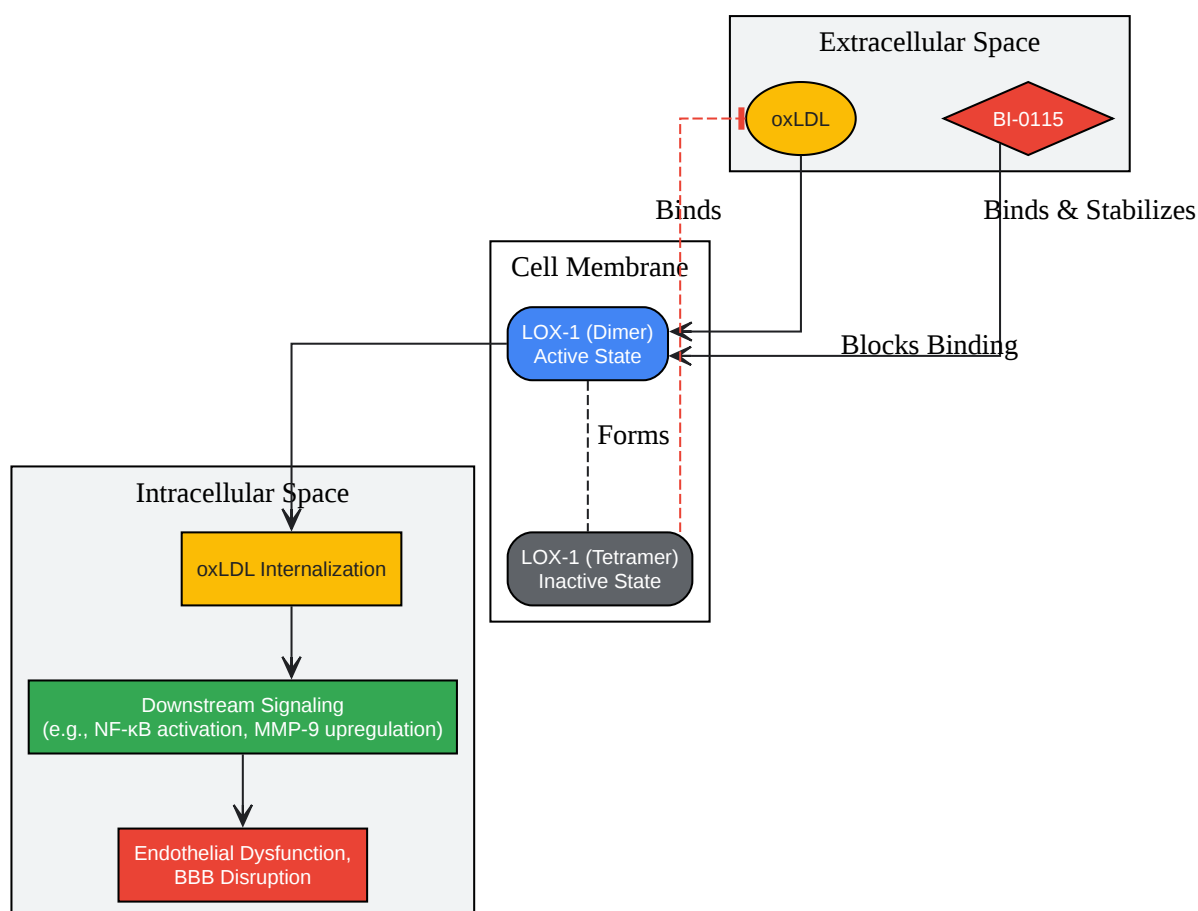 Extracellular Space
oxLDL
BI-0115
Binds
Binds & Stabilizes
Cell Membrane
LOX-1 (Dimer)
Active State
Blocks Binding
Forms
Intracellular Space
LOX-1 (Tetramer)
Inactive State
oxLDL Internalization
Downstream Signaling
(e.g., NF-κB activation, MMP-9 upregulation)
Endothelial Dysfunction,
BBB Disruption